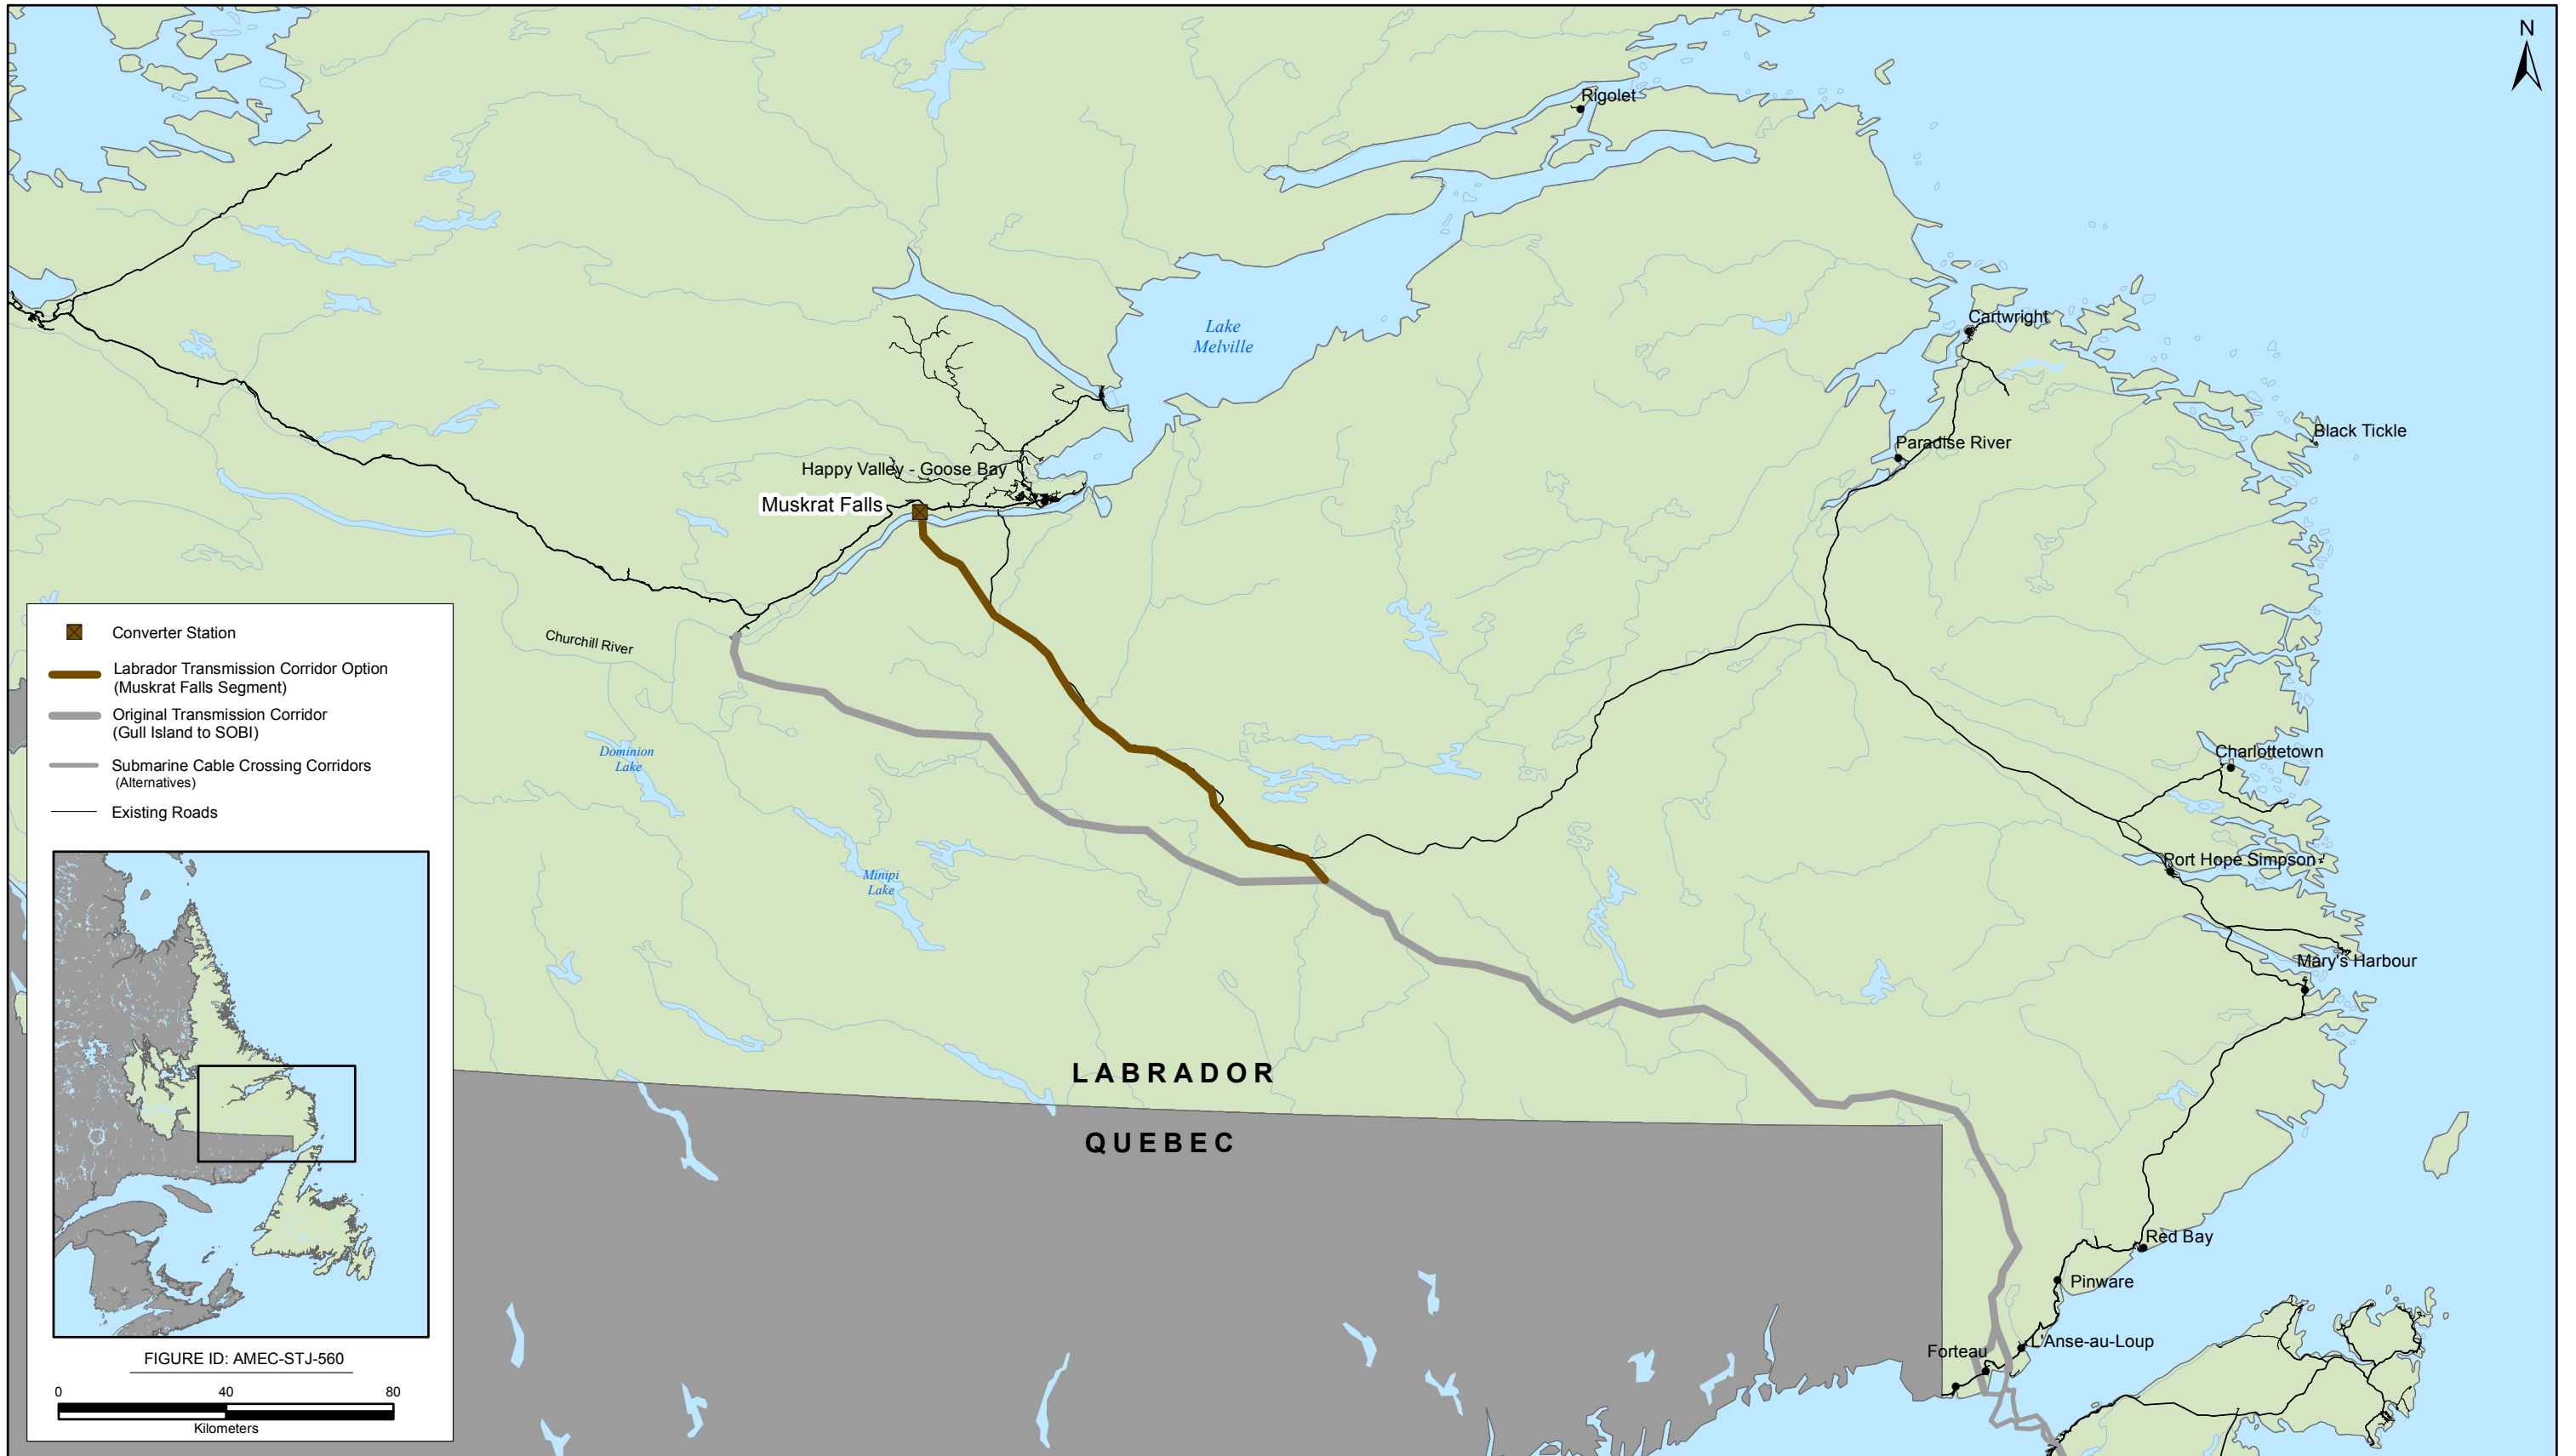 N
Rigolet
Lake
Melville
Cartwright
Black Tickle
Paradise River
Happy Valley - Goose Bay
Muskrat Falls
Churchill River
Dominion
Lake
Charlottetown
Minipi
Lake
Port Hope Simpson
Mary's Harbour
LABRADOR
QUEBEC
Red Bay
Pinware
L'Anse-au-Loup
Forteau
Converter Station
Labrador Transmission Corridor Option
(Muskrat Falls Segment)
Original Transmission Corridor
(Gull Island to SOBI)
Submarine Cable Crossing Corridors
(Alternatives)
Existing Roads
FIGURE ID: AMEC-STJ-560
0 40 80
Kilometers